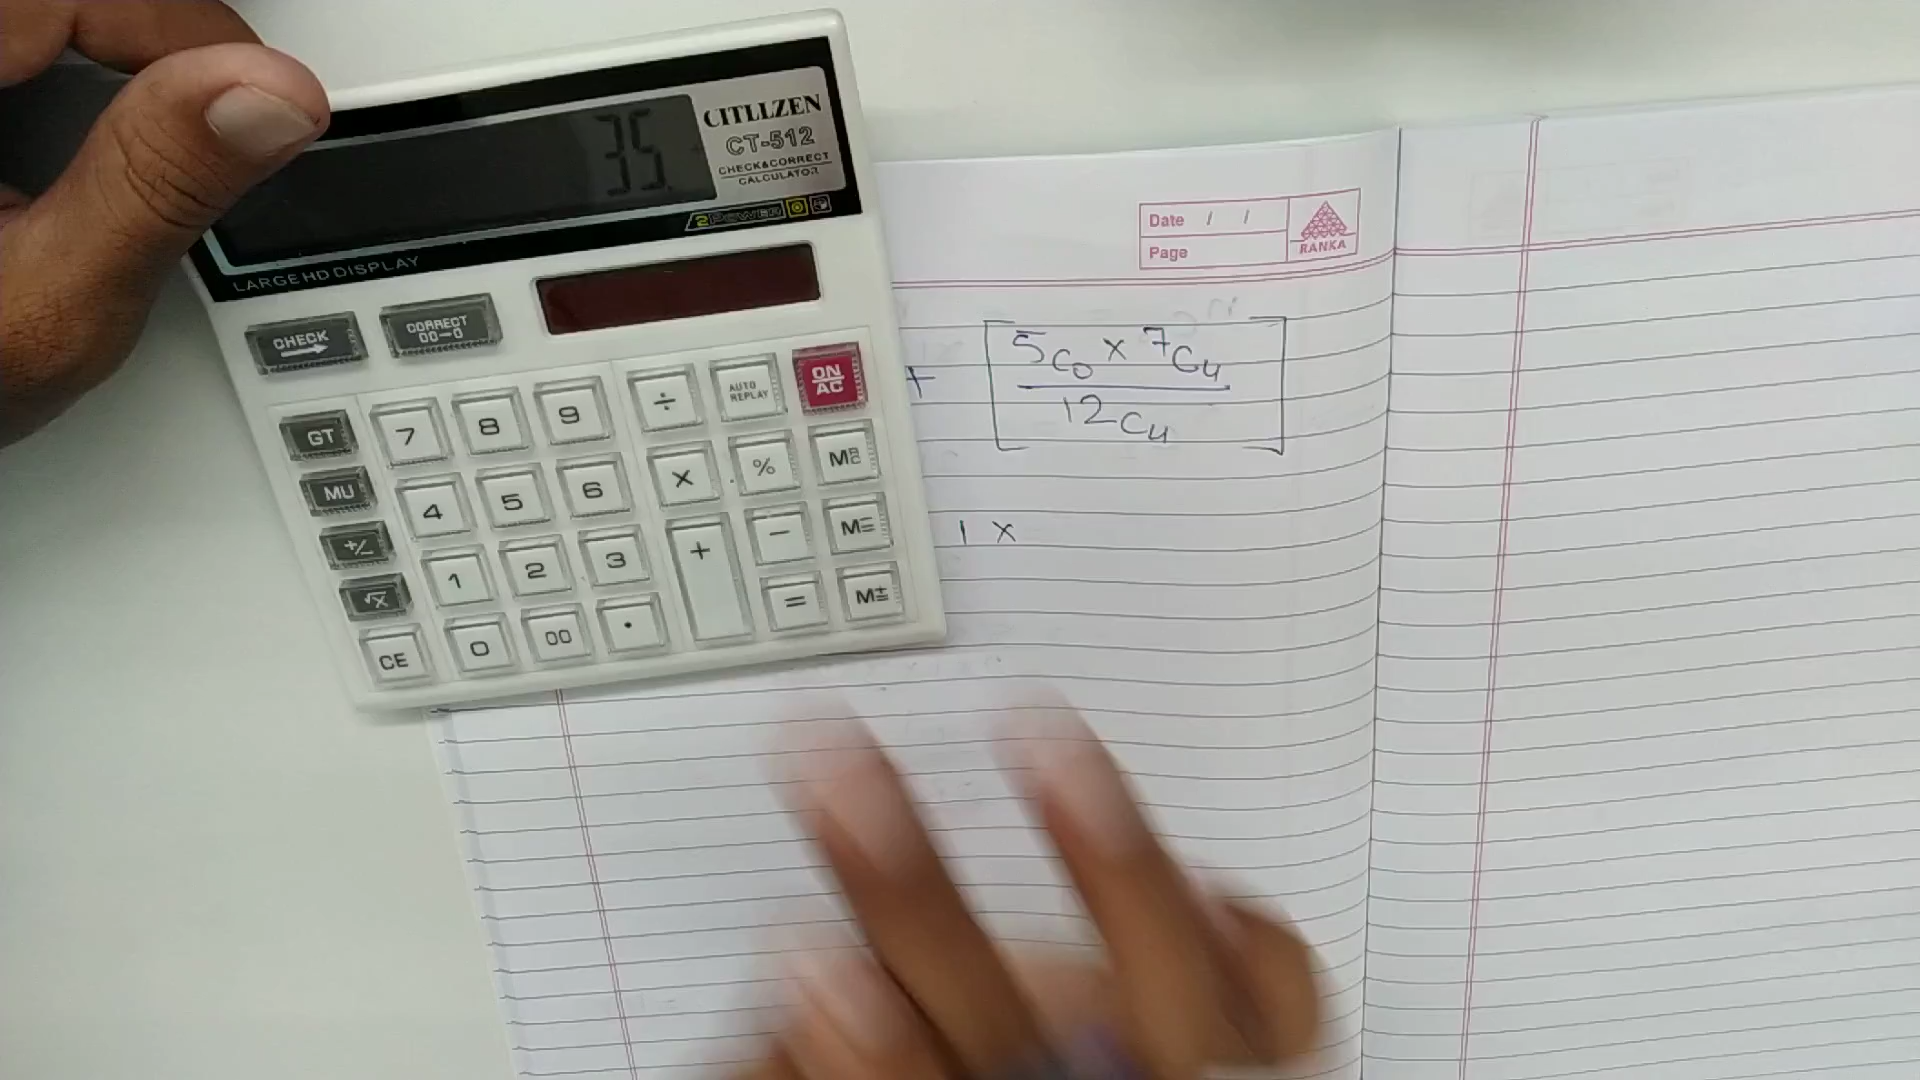 35.
CITLLZEN
CT-512
CHECK&CORRECT
CALCULATOR
2POWER
LARGE HD DISPLAY
CHECK
CORRECT
00→0
GT
7
8
9
÷
AUTO
REPLAY
ON
AC
MU
4
5
6
X
%
+/-
1
2
3
+
−
M=
√X
CE
0
00
.
=
Date / /
Page
RANKA
+ [5C0 x 7C4
12C4]
1 x